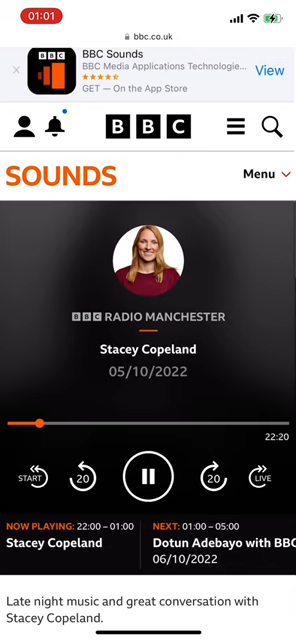 01:01
bbc.co.uk
BBC
BBC Sounds
BBC Media Applications Technologie...
GET — On the App Store
View
BBC
SOUNDS
Menu
BBC RADIO MANCHESTER
Stacey Copeland
05/10/2022
22:20
START
20
20
LIVE
NOW PLAYING: 22:00 – 01:00
Stacey Copeland
NEXT: 01:00 – 05:00
Dotun Adebayo with BBC
06/10/2022
Late night music and great conversation with
Stacey Copeland.